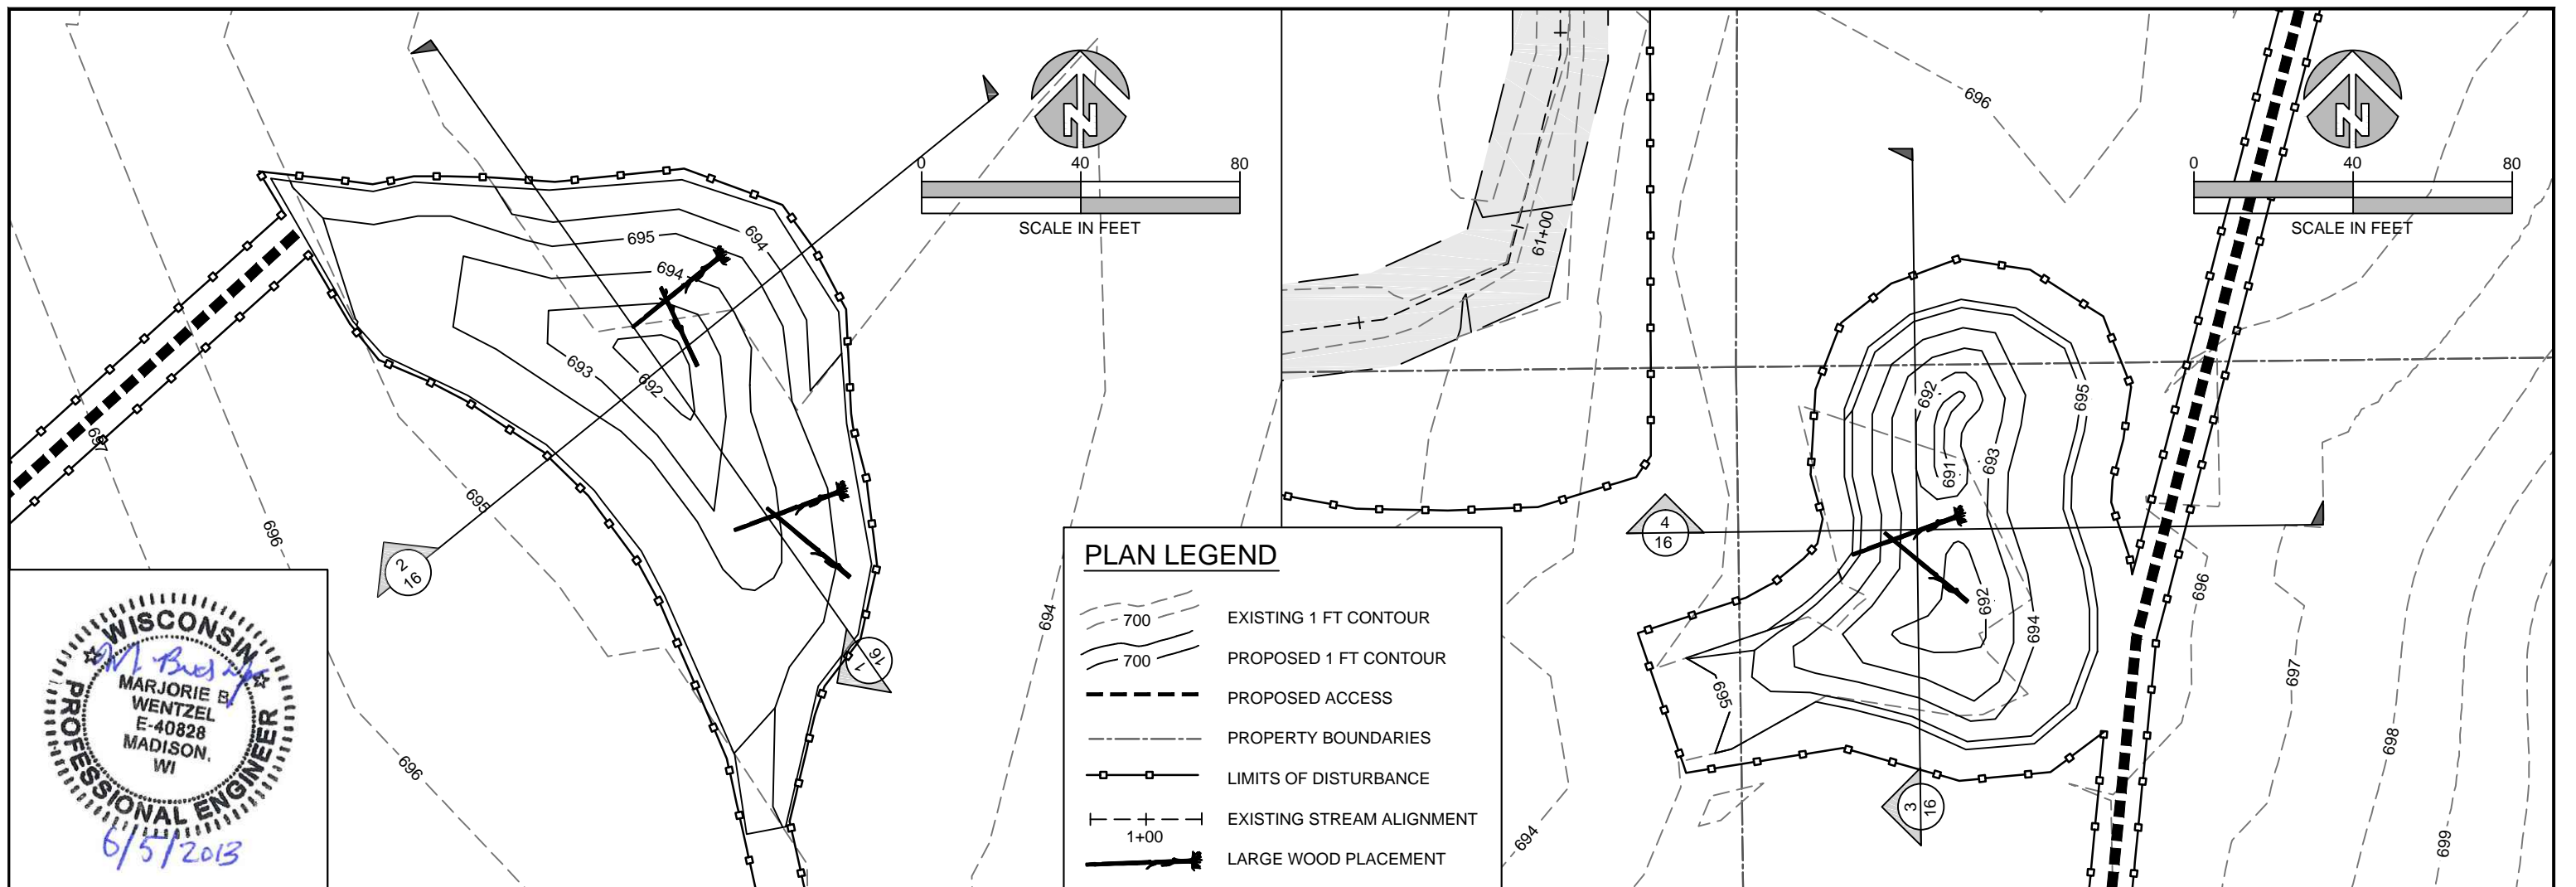 0 40 80
SCALE IN FEET
695
694
694
693
692
697
696
695
696
694
2
16
1
16
WISCONSIN
MARJORIE B.
WENTZEL
E-40828
MADISON,
WI
PROFESSIONAL ENGINEER
6/5/2013
PLAN LEGEND
700
EXISTING 1 FT CONTOUR
700
PROPOSED 1 FT CONTOUR
PROPOSED ACCESS
PROPERTY BOUNDARIES
LIMITS OF DISTURBANCE
EXISTING STREAM ALIGNMENT
1+00
LARGE WOOD PLACEMENT
61+00
696
0 40 80
SCALE IN FEET
692
695
691
693
4
16
692
694
695
3
16
696
697
698
699
694